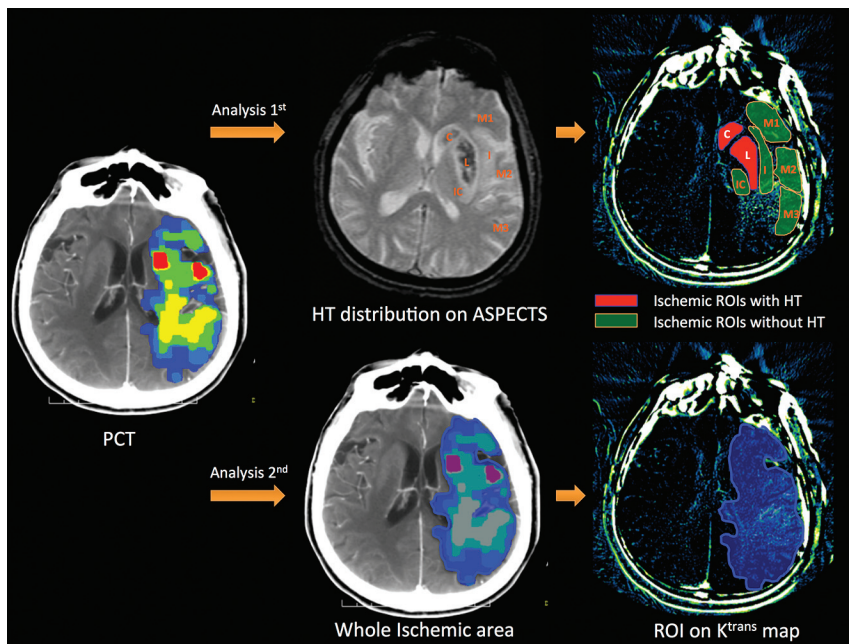 Analysis 1st
M1
C
I
L
M2
IC
M3
M1
C
L
I
M2
IC
M3
HT distribution on ASPECTS
Ischemic ROIs with HT
Ischemic ROIs without HT
PCT
Analysis 2nd
Whole Ischemic area
ROI on Ktrans map